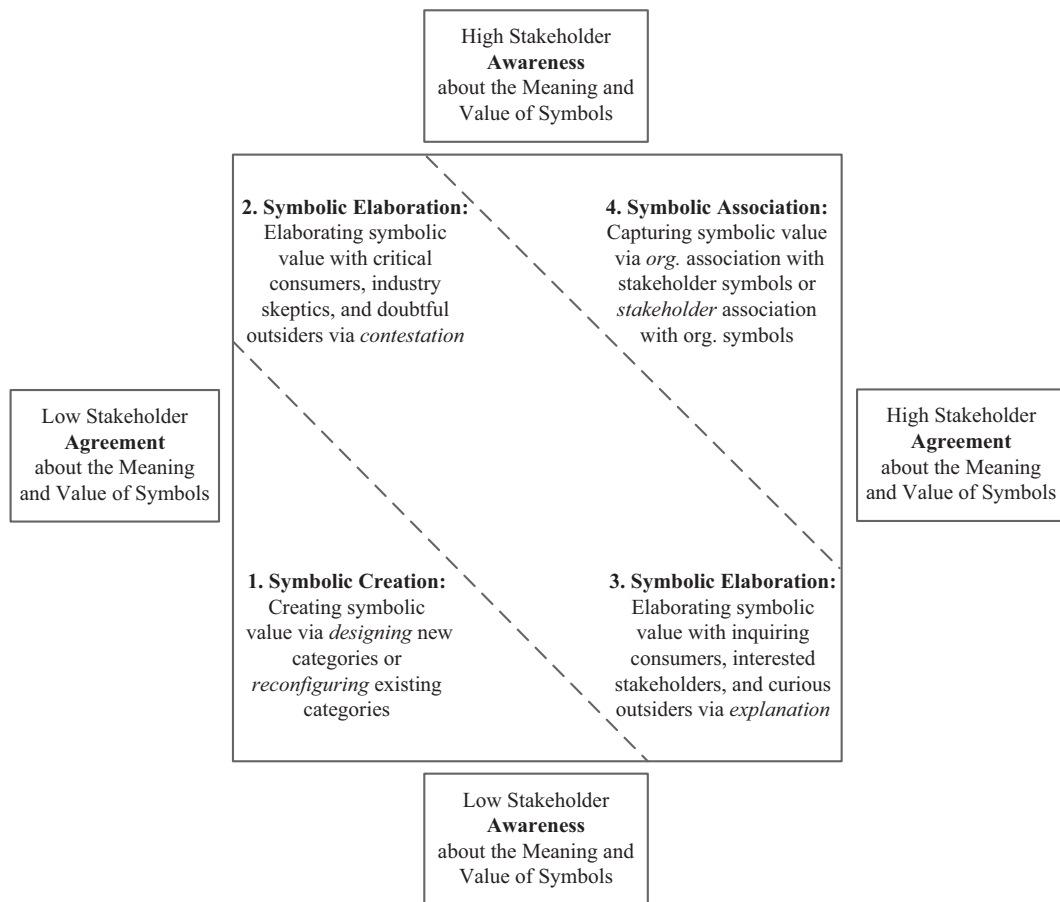 High Stakeholder
Awareness
about the Meaning and
Value of Symbols
2. Symbolic Elaboration:
Elaborating symbolic
value with critical
consumers, industry
skeptics, and doubtful
outsiders via contestation
4. Symbolic Association:
Capturing symbolic value
via org. association with
stakeholder symbols or
stakeholder association
with org. symbols
Low Stakeholder
Agreement
about the Meaning
and Value of Symbols
High Stakeholder
Agreement
about the Meaning
and Value of Symbols
1. Symbolic Creation:
Creating symbolic
value via designing new
categories or
reconfiguring existing
categories
3. Symbolic Elaboration:
Elaborating symbolic
value with inquiring
consumers, interested
stakeholders, and curious
outsiders via explanation
Low Stakeholder
Awareness
about the Meaning and
Value of Symbols